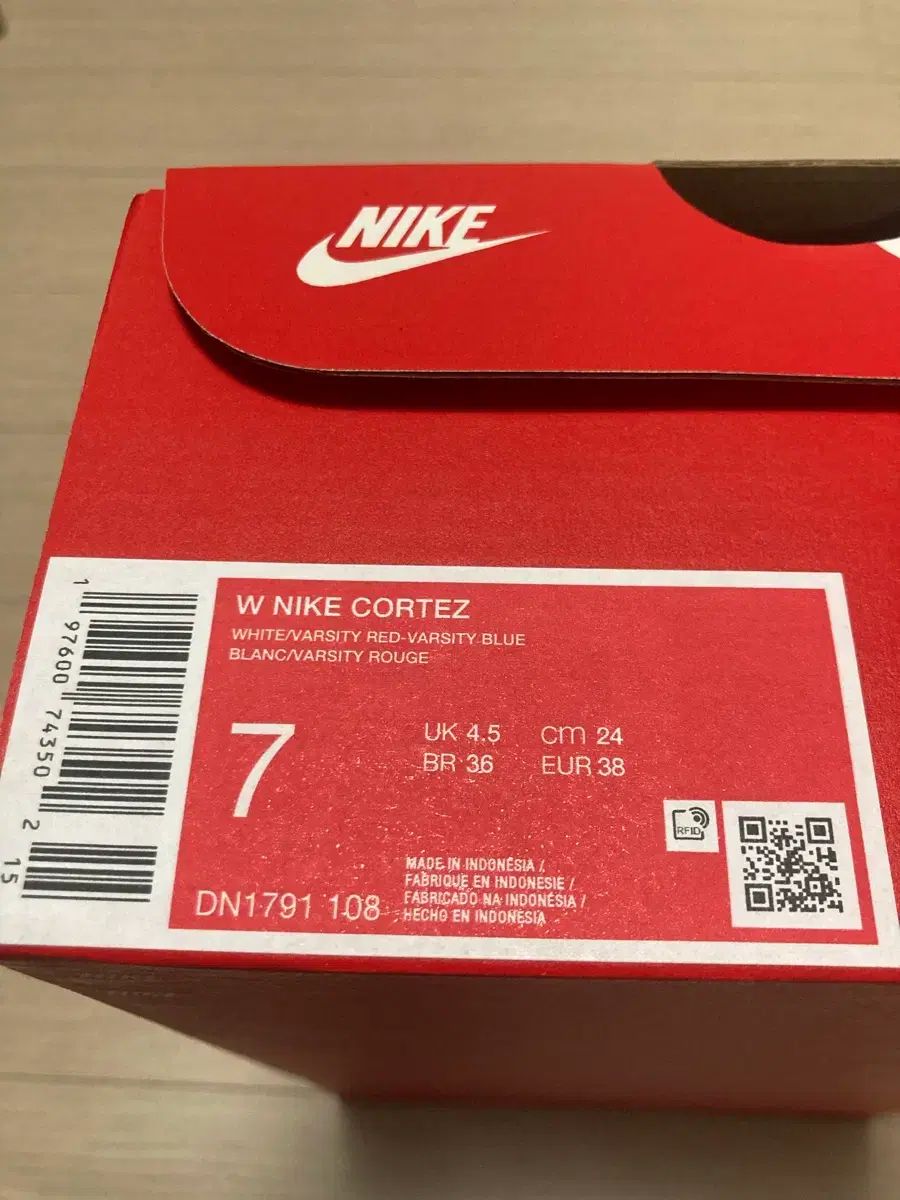 NIKE
W NIKE CORTEZ
WHITE/VARSITY RED-VARSITY BLUE
BLANC/VARSITY ROUGE
7
UK 4.5 cm 24
BR 36 EUR 38
RFID
MADE IN INDONESIA /
FABRIQUE EN INDONESIE /
FABRICADO NA INDONÉSIA /
HECHO EN INDONESIA
DN1791 108
1 97600 74350 2 15